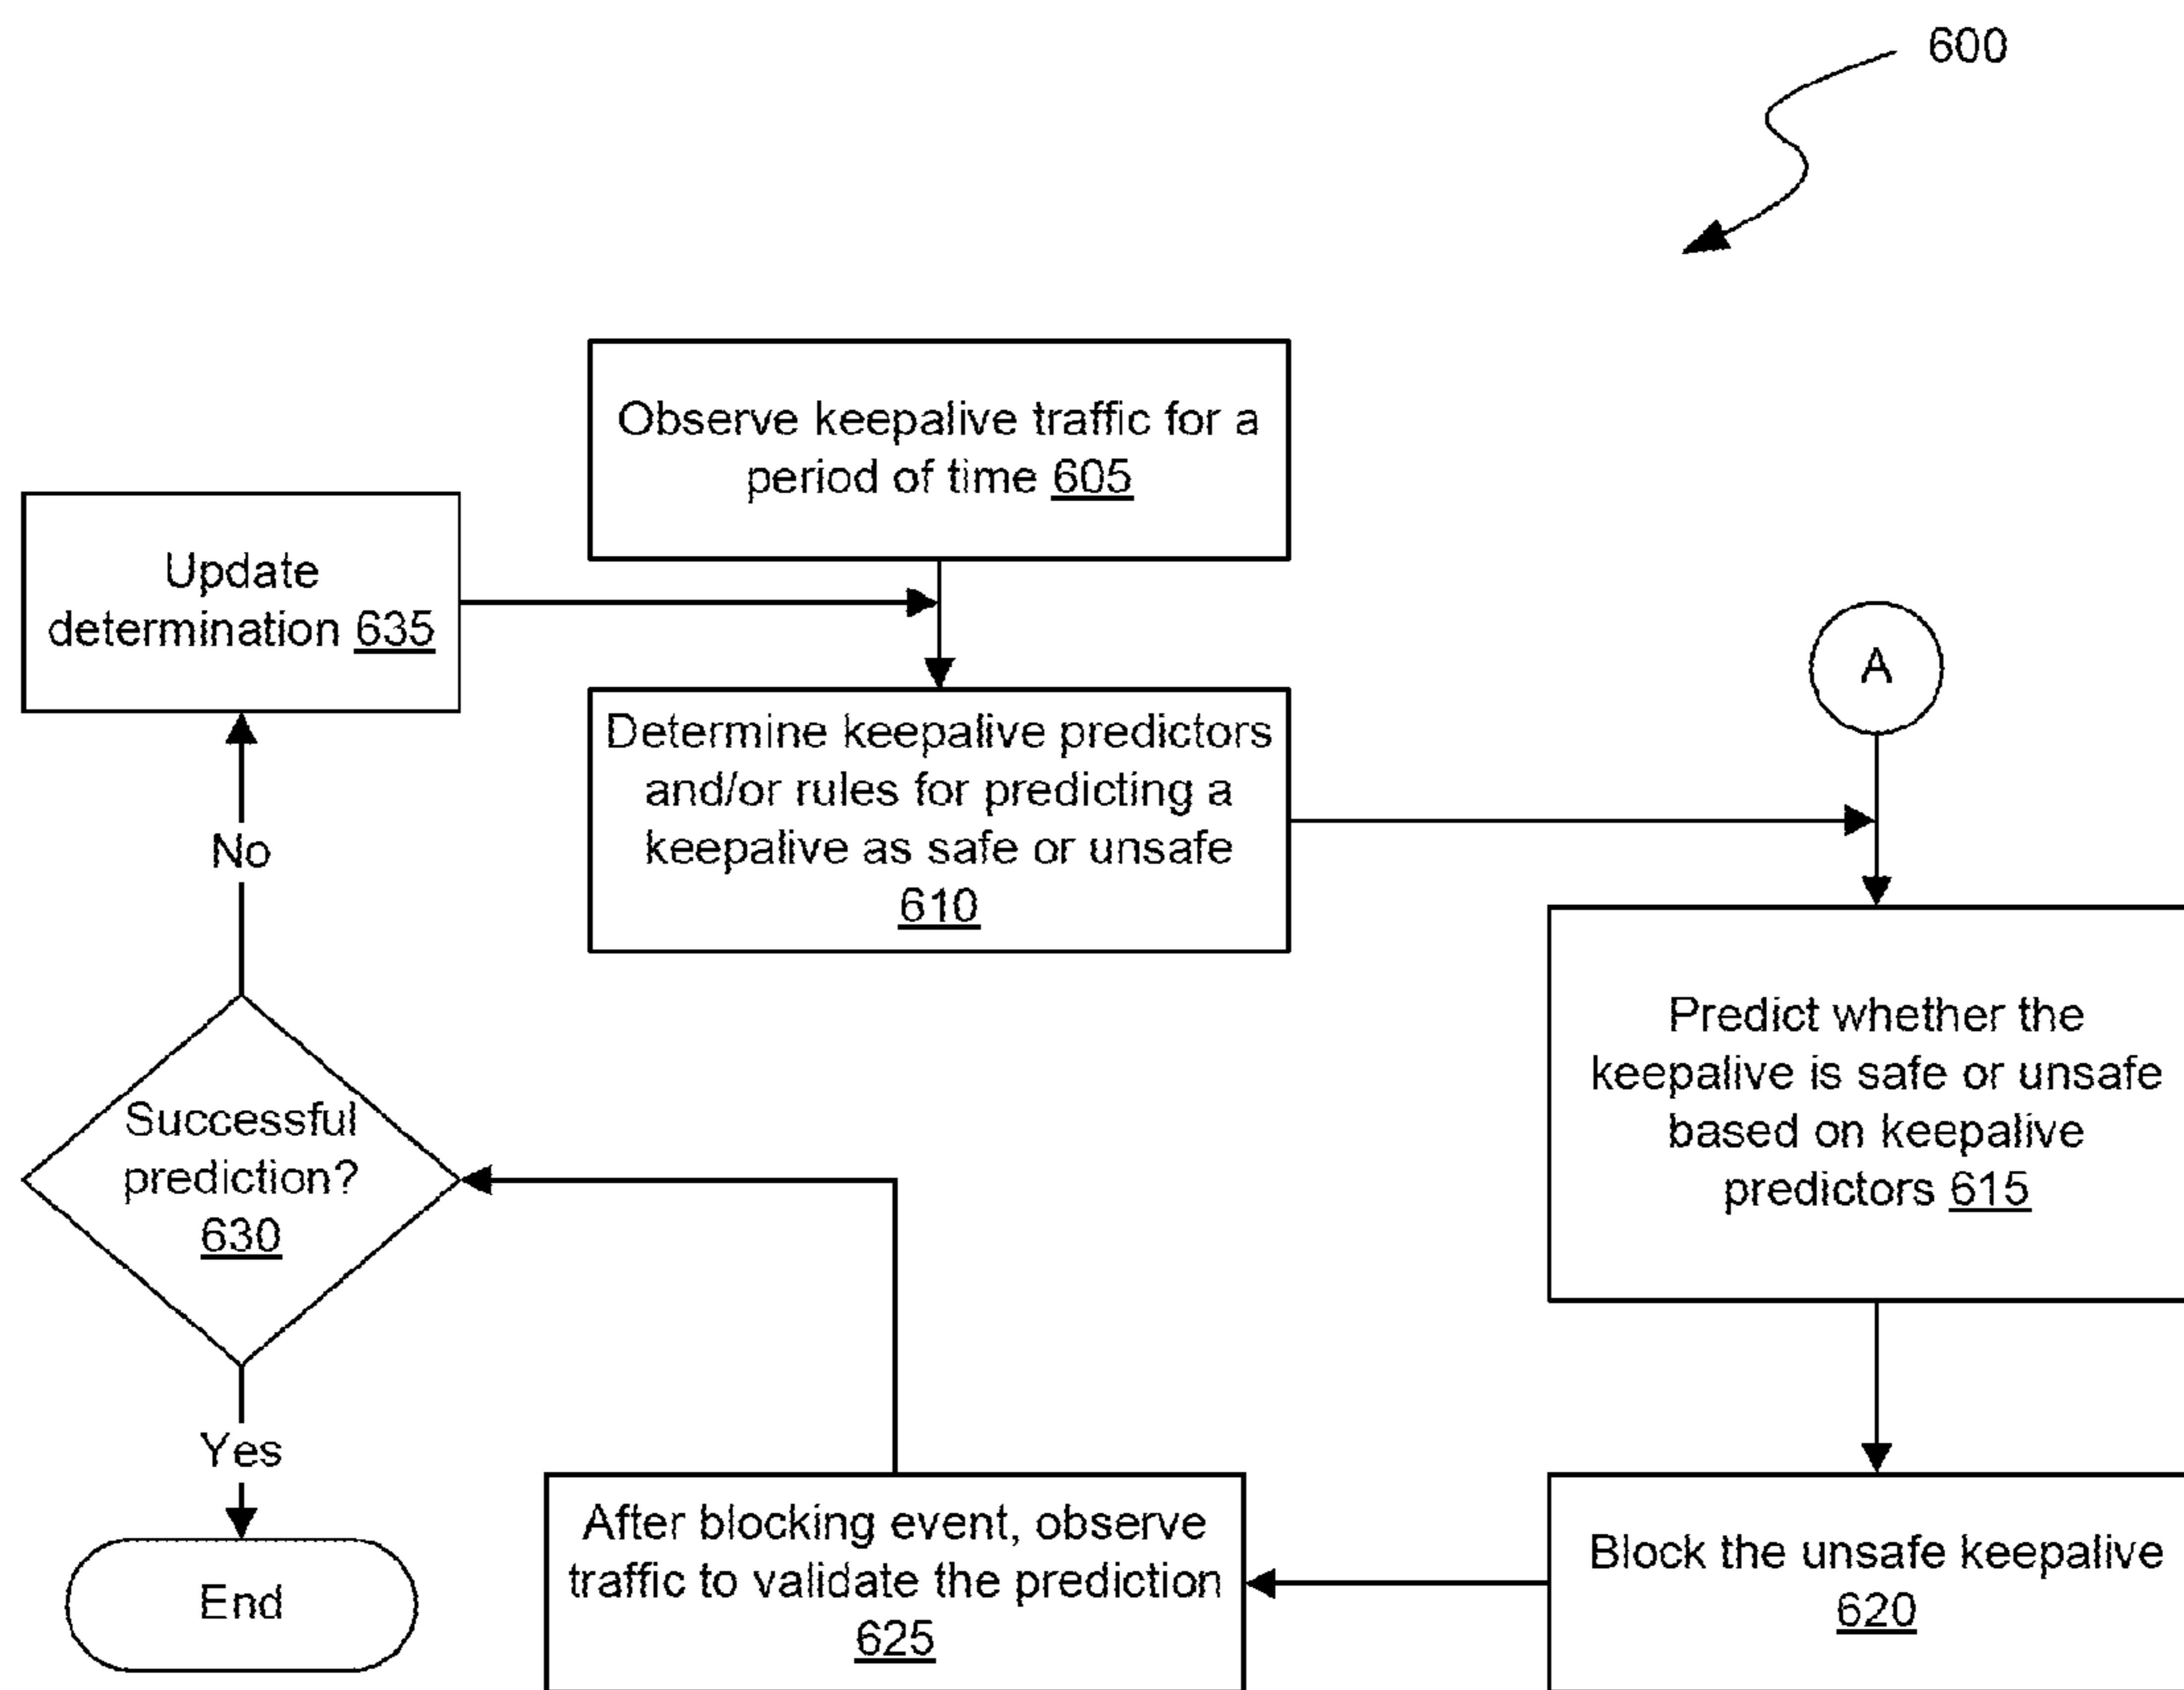 600
Observe keepalive traffic for a
period of time 605
Update
determination 635
Determine keepalive predictors
and/or rules for predicting a
keepalive as safe or unsafe
610
A
No
Predict whether the
keepalive is safe or unsafe
based on keepalive
predictors 615
Successful
prediction?
630
Yes
End
After blocking event, observe
traffic to validate the prediction
625
Block the unsafe keepalive
620